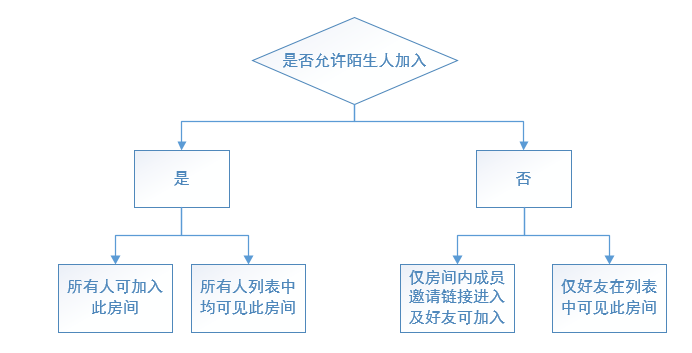 是否允许陌生人加入
是
否
所有人可加入
此房间
所有人列表中
均可见此房间
仅房间内成员
邀请链接进入
及好友可加入
仅好友在列表
中可见此房间